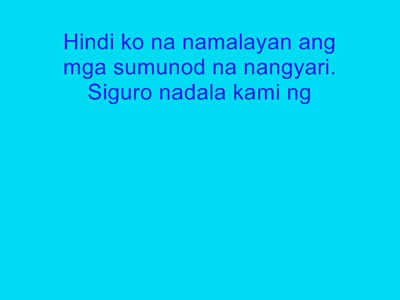 Hindi ko na namalayan ang
mga sumunod na nangyari.
Siguro nadala kami ng